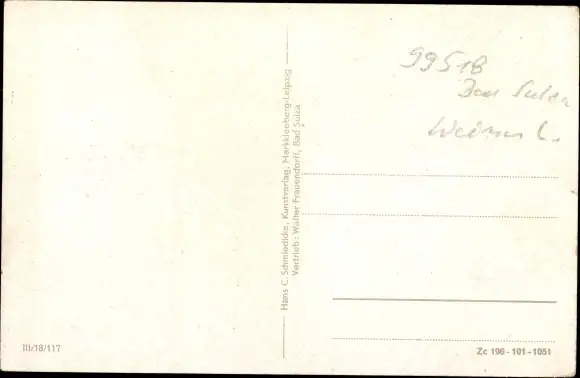 99518
Bad Sulza
Weimar L.
Hans C. Schmiedicke, Kunstverlag, Markkleeberg-Leipzig
Vertrieb: Walter Frauendorff, Bad Sulza
III/18/117
Zc 196 - 101 - 1051